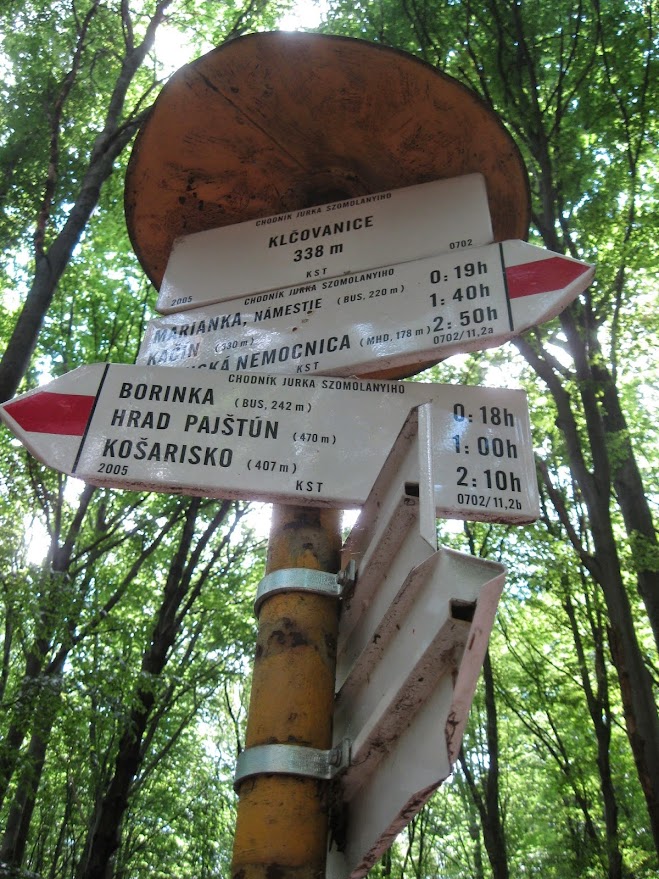 CHODNÍK JURKA SZOMOLANYIHO
KLČOVANICE
338 m
KST
2005 0702
CHODNÍK JURKA SZOMOLANYIHO
MARIANKA, NÁMESTIE (BUS, 220 m) 0:19h
KAČÍN (330 m) 1:40h
NEMOCNICA (MHD, 178 m) 2:50h
KST 0702/11,2a
CHODNÍK JURKA SZOMOLANYIHO
BORINKA (BUS, 242 m) 0:18h
HRAD PAJŠTÚN (470 m) 1:00h
KOŠARISKO (407 m) 2:10h
2005 KST 0702/11,2b